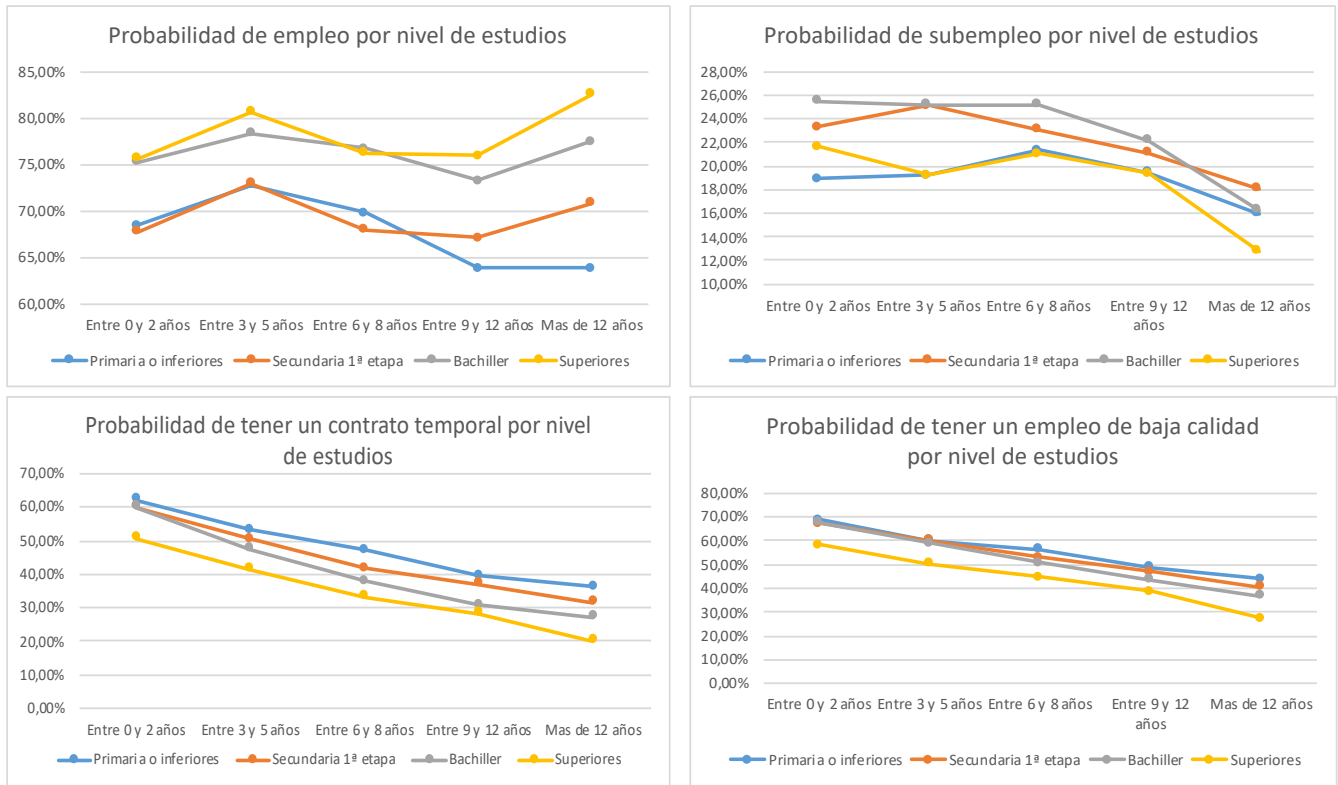 Probabilidad de empleo por nivel de estudios
85,00%
80,00%
75,00%
70,00%
65,00%
60,00%
Entre 0 y 2 años Entre 3 y 5 años Entre 6 y 8 años Entre 9 y 12 años Mas de 12 años
Primaria o inferiores Secundaria 1ª etapa Bachiller Superiores
Probabilidad de subempleo por nivel de estudios
28,00%
26,00%
24,00%
22,00%
20,00%
18,00%
16,00%
14,00%
12,00%
10,00%
Entre 0 y 2 años Entre 3 y 5 años Entre 6 y 8 años Entre 9 y 12 Mas de 12 años
años
Primaria o inferiores Secundaria 1ª etapa Bachiller Superiores
Probabilidad de tener un contrato temporal por nivel
de estudios
70,00%
60,00%
50,00%
40,00%
30,00%
20,00%
10,00%
0,00%
Entre 0 y 2 años Entre 3 y 5 años Entre 6 y 8 años Entre 9 y 12 años Mas de 12 años
Primaria o inferiores Secundaria 1ª etapa Bachiller Superiores
Probabilidad de tener un empleo de baja calidad
por nivel de estudios
80,00%
70,00%
60,00%
50,00%
40,00%
30,00%
20,00%
10,00%
0,00%
Entre 0 y 2 años Entre 3 y 5 años Entre 6 y 8 años Entre 9 y 12 Mas de 12 años
años
Primaria o inferiores Secundaria 1ª etapa Bachiller Superiores